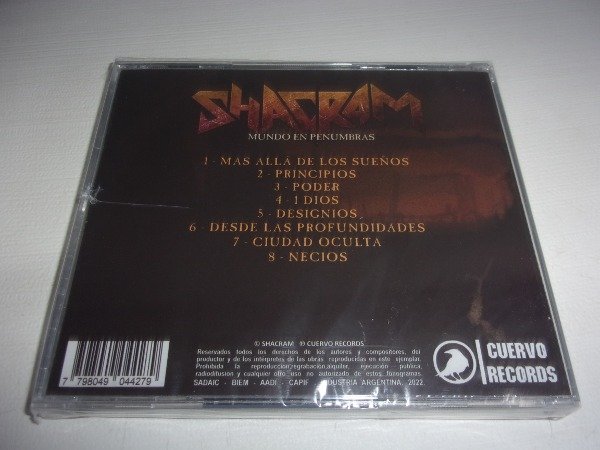 SHACRAM
MUNDO EN PENUMBRAS
1 - MAS ALLÁ DE LOS SUEÑOS
2 - PRINCIPIOS
3 - PODER
4 - 1 DIOS
5 - DESIGNIOS
6 - DESDE LAS PROFUNDIDADES
7 - CIUDAD OCULTA
8 - NECIOS
© SHACRAM ℗ CUERVO RECORDS
Reservados todos los derechos de los autores y compositores, del
productor y de los intérpretes de las obras reproducidas en este ejemplar.
Prohibida la reproducción,regrabación,alquiler, ejecución pública,
radiodifusión y cualquier otro uso no autorizado de estos fonogramas.
SADAIC - BIEM - AADI - CAPIF INDUSTRIA ARGENTINA, 2022.
7 798049 044279
CUERVO
RECORDS